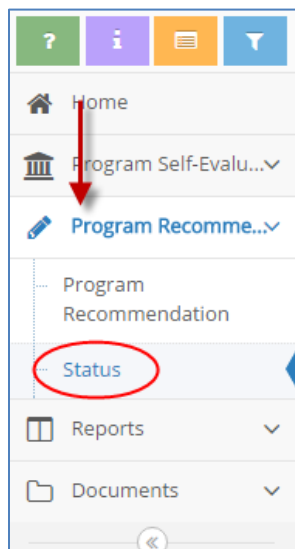 ? i
Home
Program Self-Evalu...
Program Recomme...
Program
Recommendation
Status
Reports
Documents